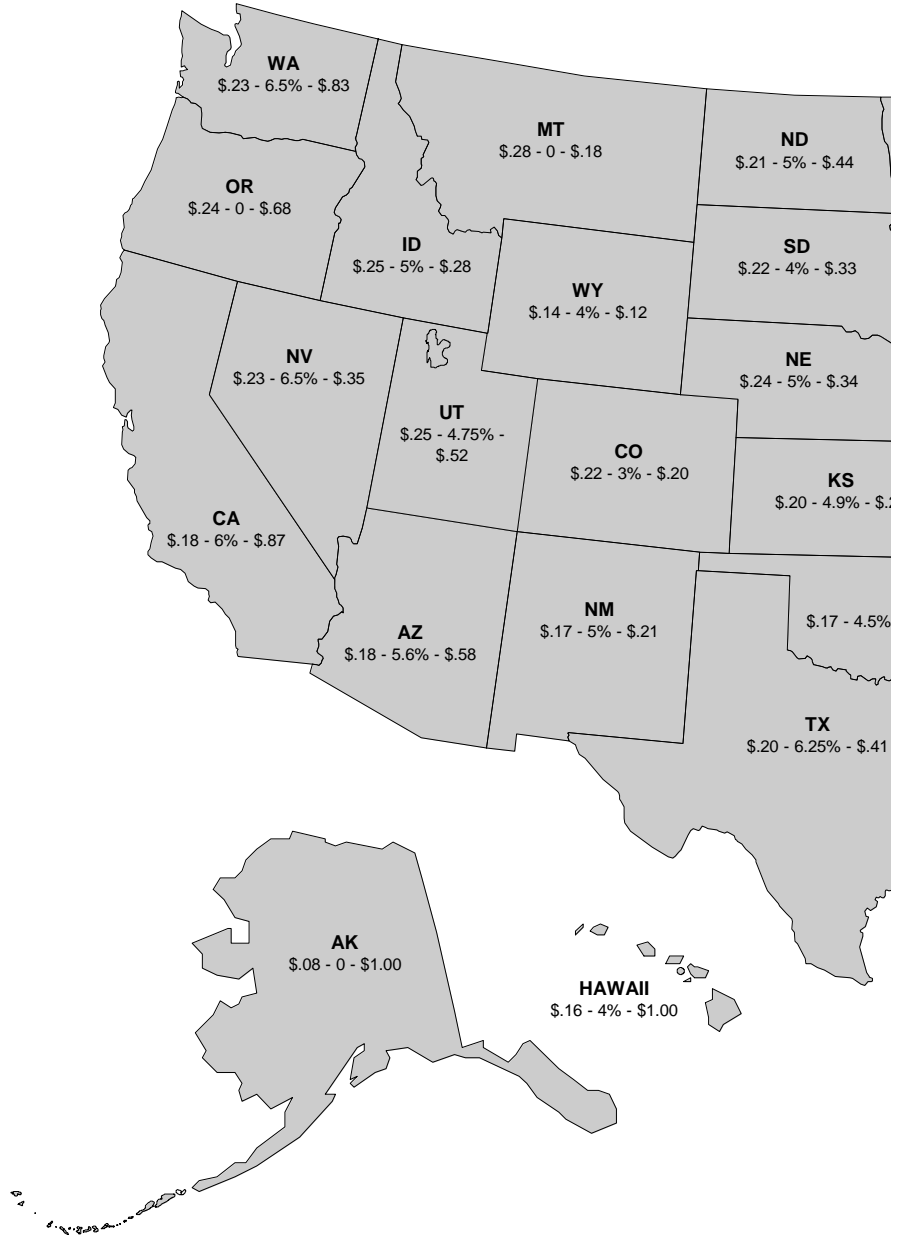 WA
$.23 - 6.5% - $.83
MT
$.28 - 0 - $.18
ND
$.21 - 5% - $.44
OR
$.24 - 0 - $.68
ID
$.25 - 5% - $.28
SD
$.22 - 4% - $.33
WY
$.14 - 4% - $.12
NV
$.23 - 6.5% - $.35
NE
$.24 - 5% - $.34
UT
$.25 - 4.75% -
$.52
CO
$.22 - 3% - $.20
KS
$.20 - 4.9% -
CA
$.18 - 6% - $.87
AZ
$.18 - 5.6% - $.58
NM
$.17 - 5% - $.21
$.17 - 4.5%
TX
$.20 - 6.25% - $.41
AK
$.08 - 0 - $1.00
HAWAII
$.16 - 4% - $1.00